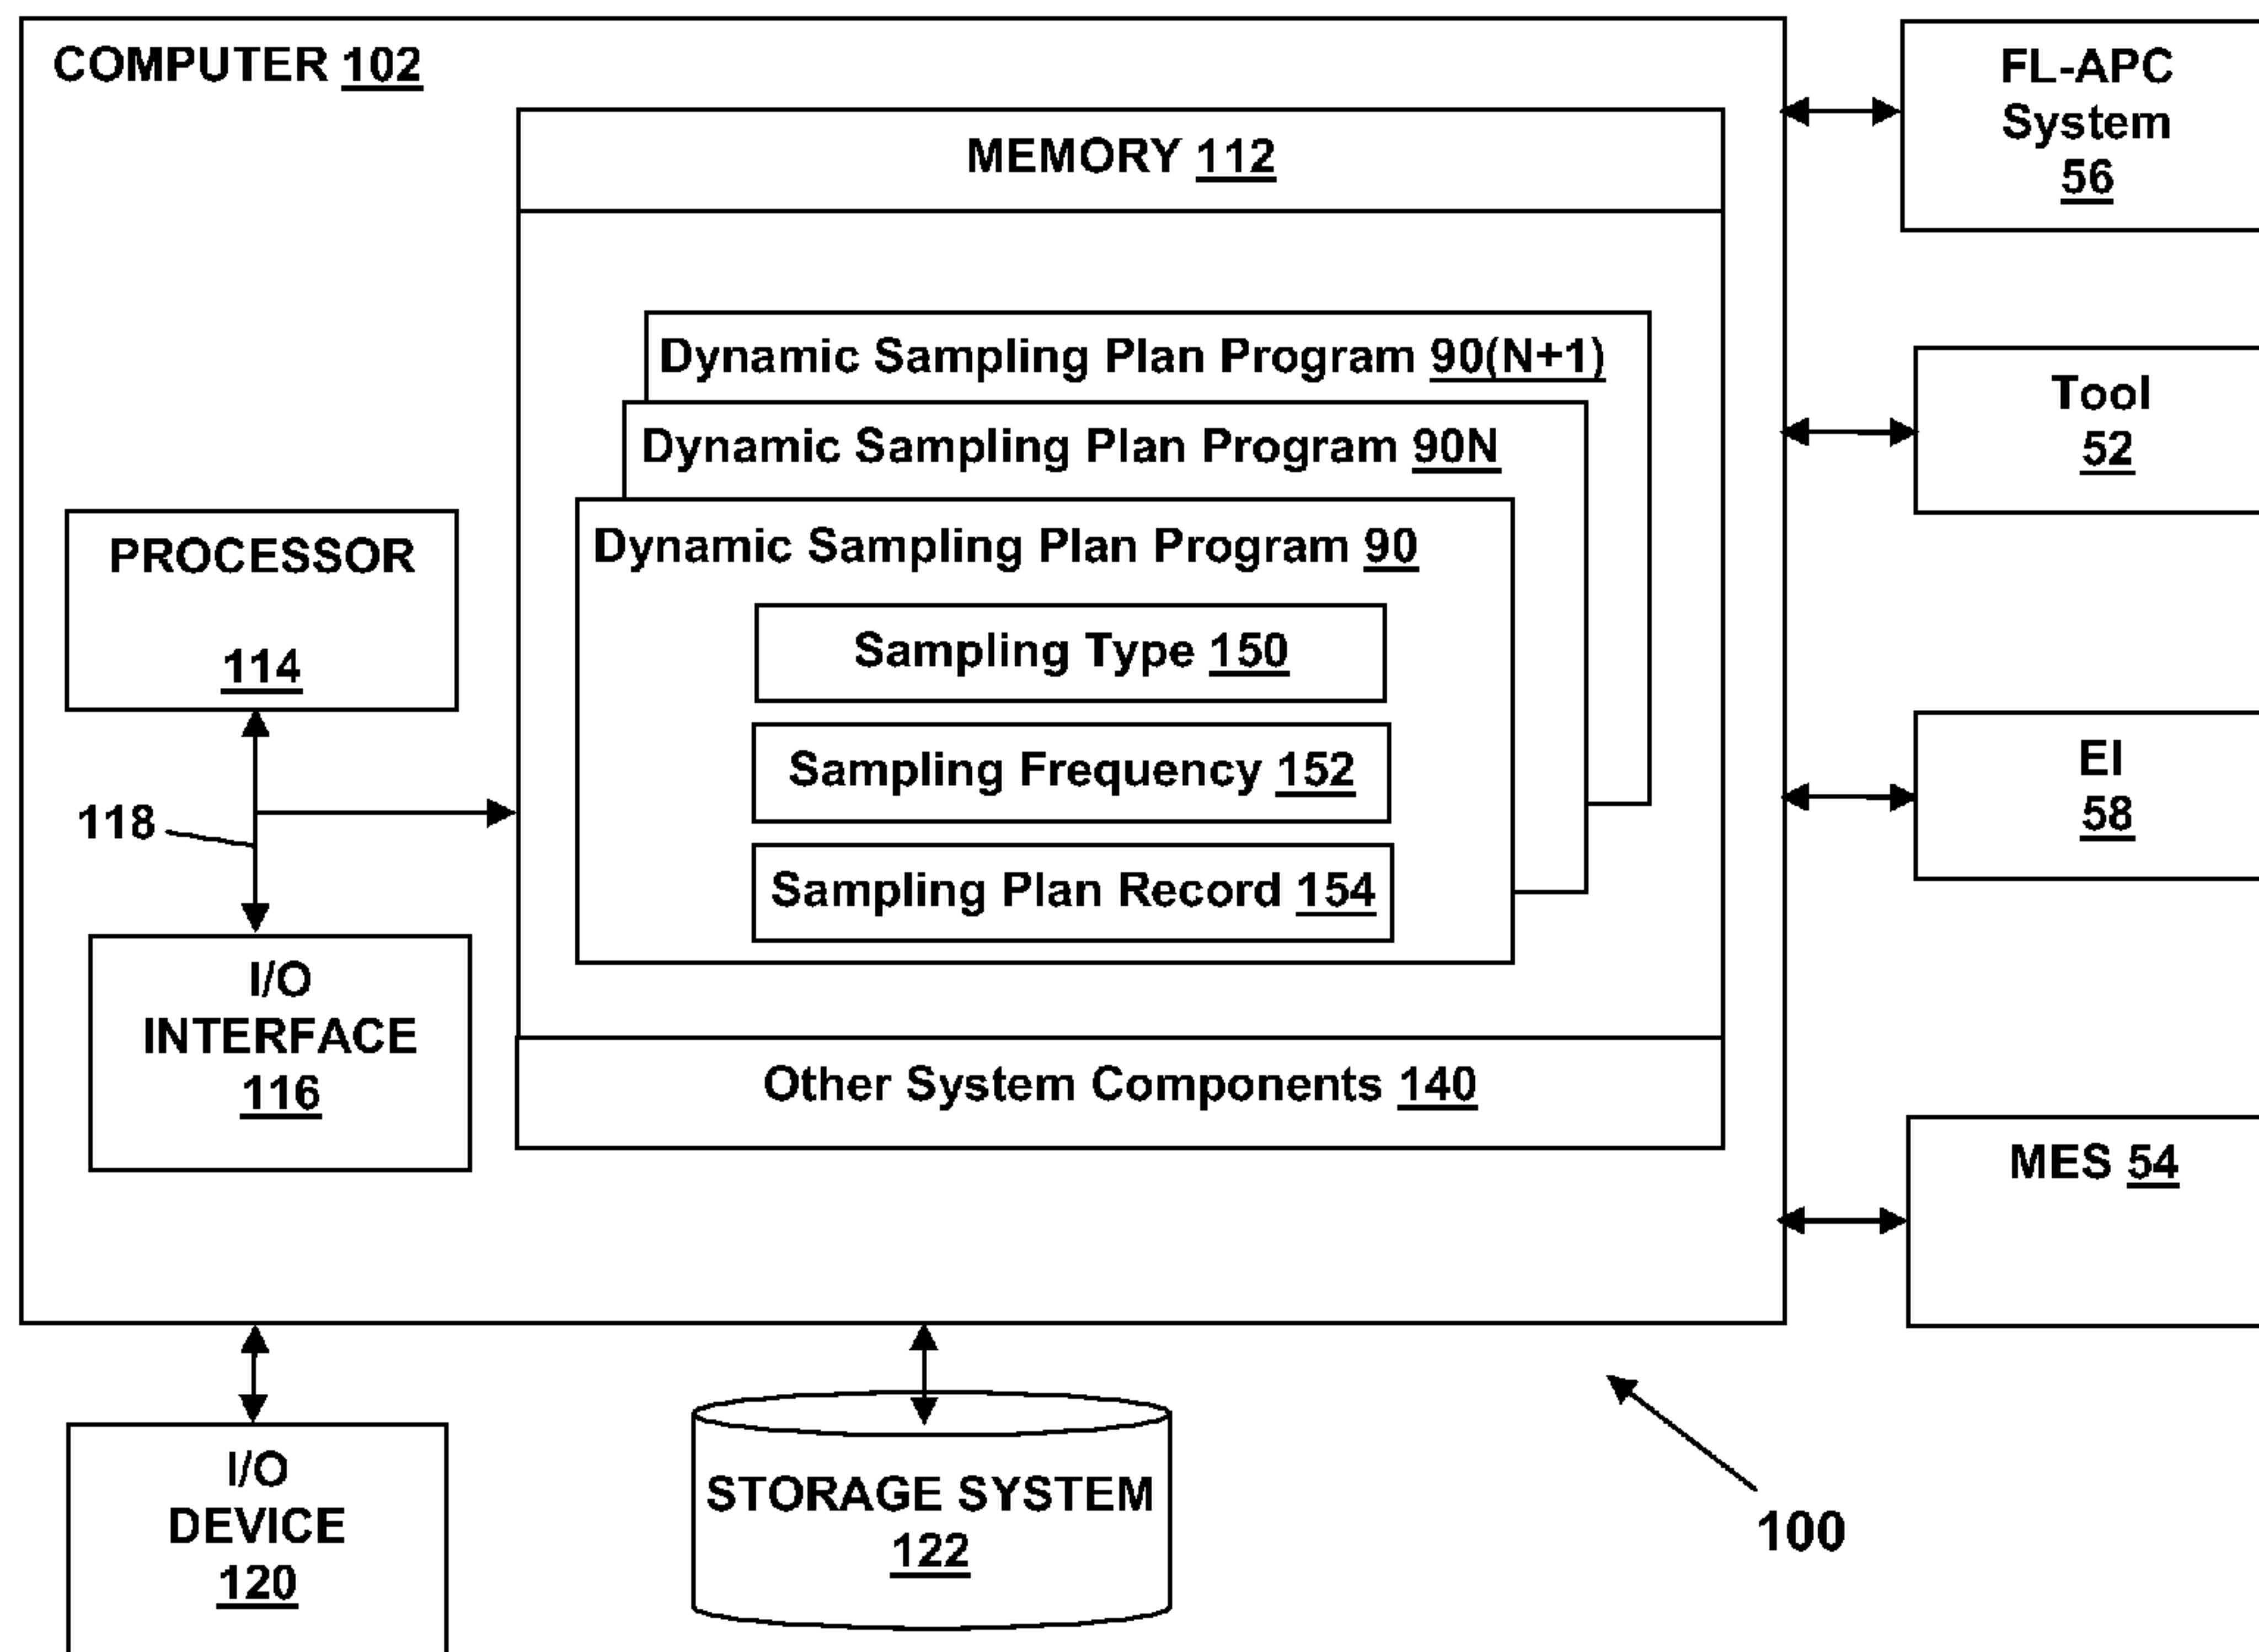 COMPUTER 102
MEMORY 112
Dynamic Sampling Plan Program 90(N+1)
Dynamic Sampling Plan Program 90N
Dynamic Sampling Plan Program 90
Sampling Type 150
Sampling Frequency 152
Sampling Plan Record 154
Other System Components 140
PROCESSOR
114
118
I/O
INTERFACE
116
FL-APC
System
56
Tool
52
EI
58
MES 54
I/O
DEVICE
120
STORAGE SYSTEM
122
100